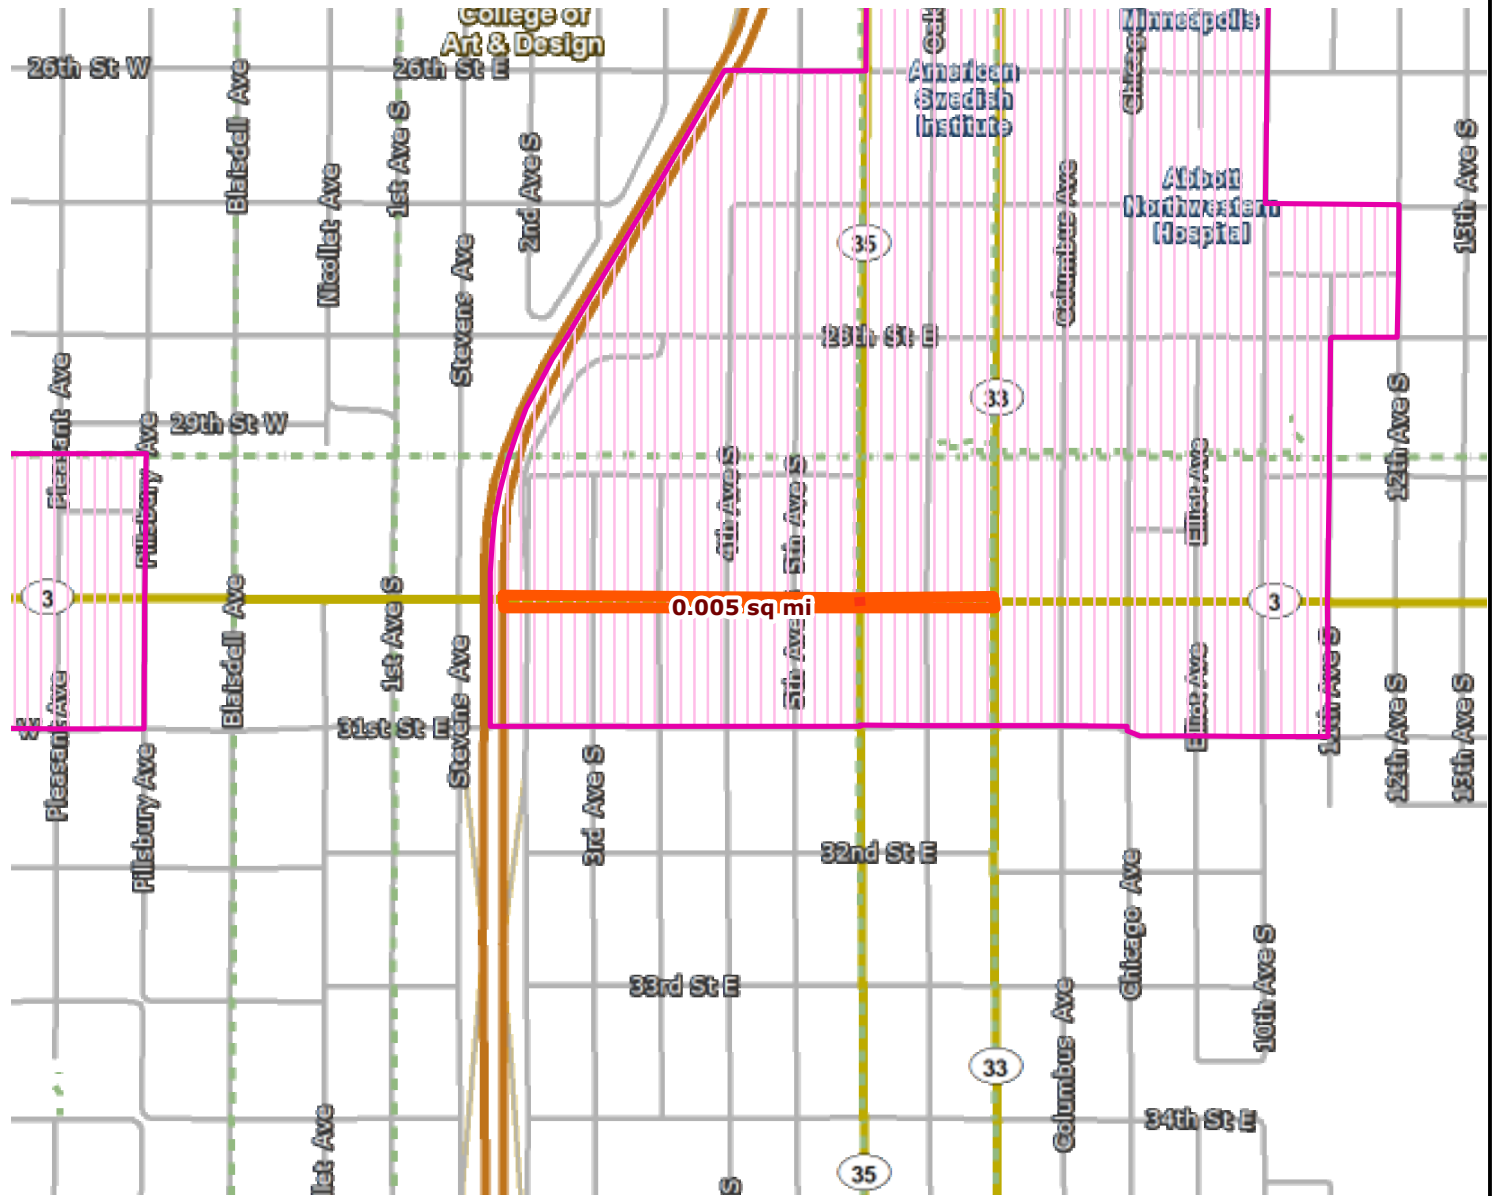 College of
Art & Design
Minneapolis
26th St W
26th St E
American
Swedish
Institute
Chicago
Blaisdell Ave
1st Ave S
2nd Ave S
13th Ave S
Nicollet Ave
Columbus Ave
Abbott
Northwestern
Hospital
35
Stevens Ave
28th St E
33
Pleasant Ave
Pillsbury Ave
29th St W
12th Ave S
4th Ave S
5th Ave S
Elliot Ave
3
Blaisdell Ave
1st Ave S
0.005 sq mi
3
5th Ave S
Pleasant Ave
Stevens Ave
31st St E
Elliot Ave
11th Ave S
12th Ave S
13th Ave S
Pillsbury Ave
3rd Ave S
32nd St E
Chicago Ave
33rd St E
Columbus Ave
10th Ave S
33
34th St E
35
llet Ave
S